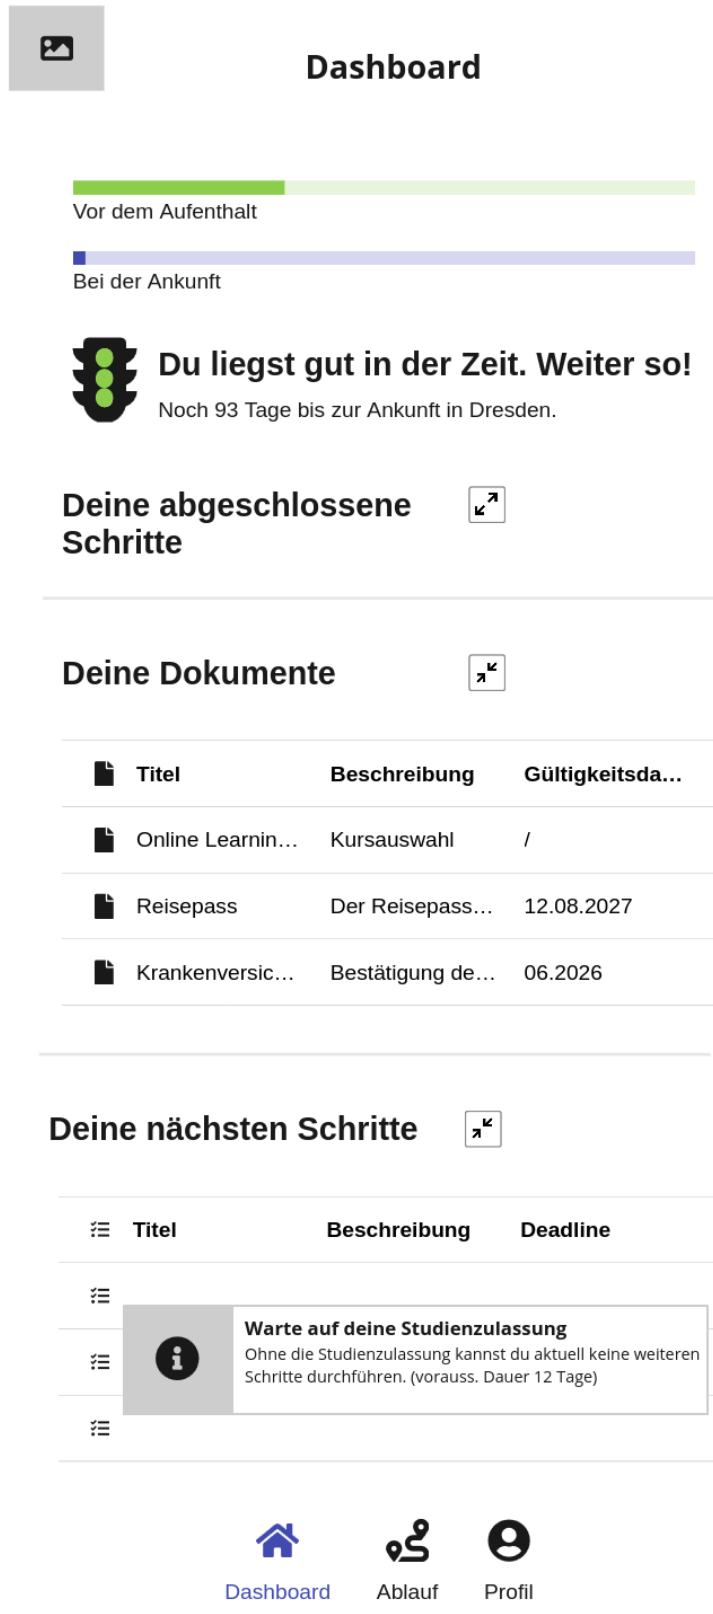 Dashboard
Vor dem Aufenthalt
Bei der Ankunft
Du liegst gut in der Zeit. Weiter so!
Noch 93 Tage bis zur Ankunft in Dresden.
Deine abgeschlossene
Schritte
Deine Dokumente
Titel Beschreibung Gültigkeitsda...
Online Learnin... Kursauswahl /
Reisepass Der Reisepass... 12.08.2027
Krankenversic... Bestätigung de... 06.2026
Deine nächsten Schritte
Titel Beschreibung Deadline
Warte auf deine Studienzulassung
Ohne die Studienzulassung kannst du aktuell keine weiteren
Schritte durchführen. (vorauss. Dauer 12 Tage)
Dashboard Ablauf Profil